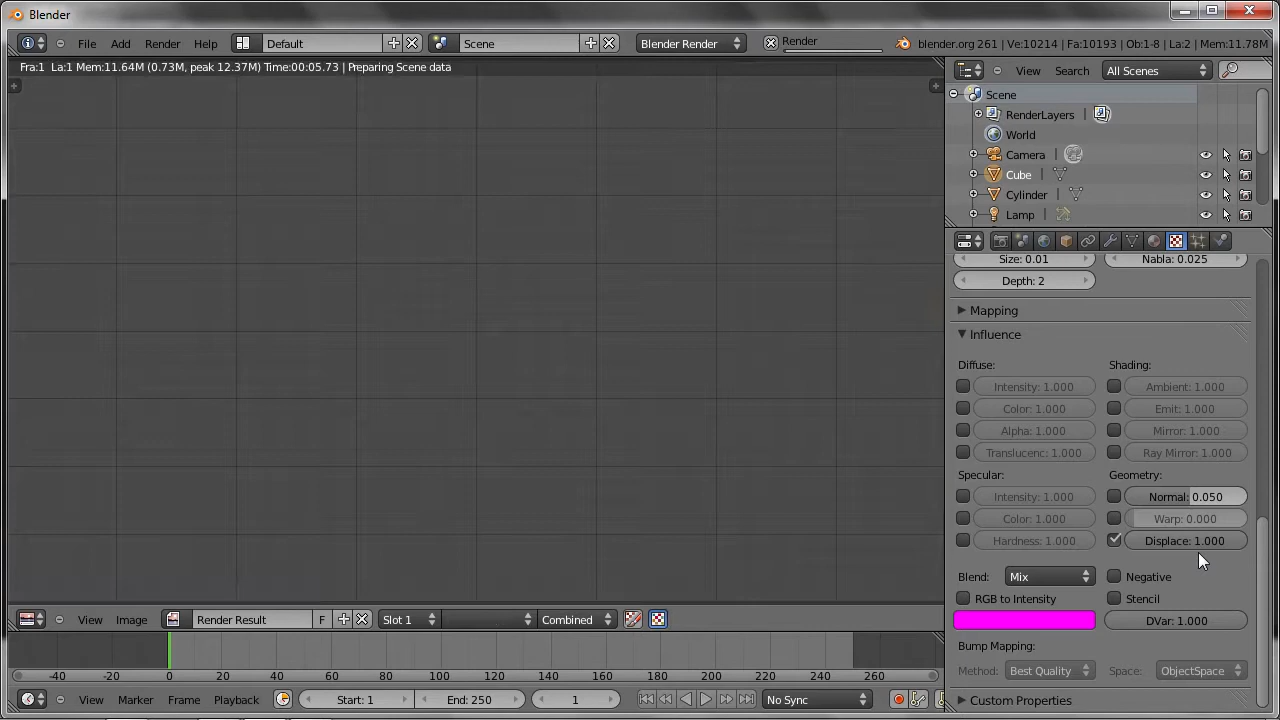 Blender
File Add Render Help Default Scene Blender Render Render blender.org 261 | Ve:10214 | Fa:10193 | Ob:1-8 | La:2 | Mem:11.78M
Fra:1 La:1 Mem:11.64M (0.73M, peak 12.37M) Time:00:05.73 | Preparing Scene data
View Search All Scenes
Scene
RenderLayers
World
Camera
Cube
Cylinder
Lamp
Size: 0.01 Nabla: 0.025
Depth: 2
Mapping
Influence
Diffuse: Shading:
Intensity: 1.000 Ambient: 1.000
Color: 1.000 Emit: 1.000
Alpha: 1.000 Mirror: 1.000
Translucenc: 1.000 Ray Mirror: 1.000
Specular: Geometry:
Intensity: 1.000 Normal: 0.050
Color: 1.000 Warp: 0.000
Hardness: 1.000 Displace: 1.000
Blend: Mix Negative
RGB to Intensity Stencil
DVar: 1.000
Bump Mapping:
Method: Best Quality Space: ObjectSpace
Custom Properties
View Image Render Result F Slot 1 Combined
-40 -20 0 20 40 60 80 100 120 140 160 180 200 220 240 260
View Marker Frame Playback Start: 1 End: 250 1 No Sync